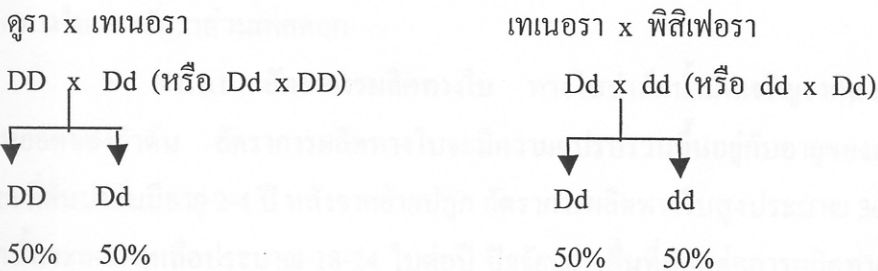 ดูรา x เทเนอรา
DD x Dd (หรือ Dd x DD)
DD Dd
50% 50%
เทเนอรา x พิสิเฟอรา
Dd x dd (หรือ dd x Dd)
Dd dd
50% 50%